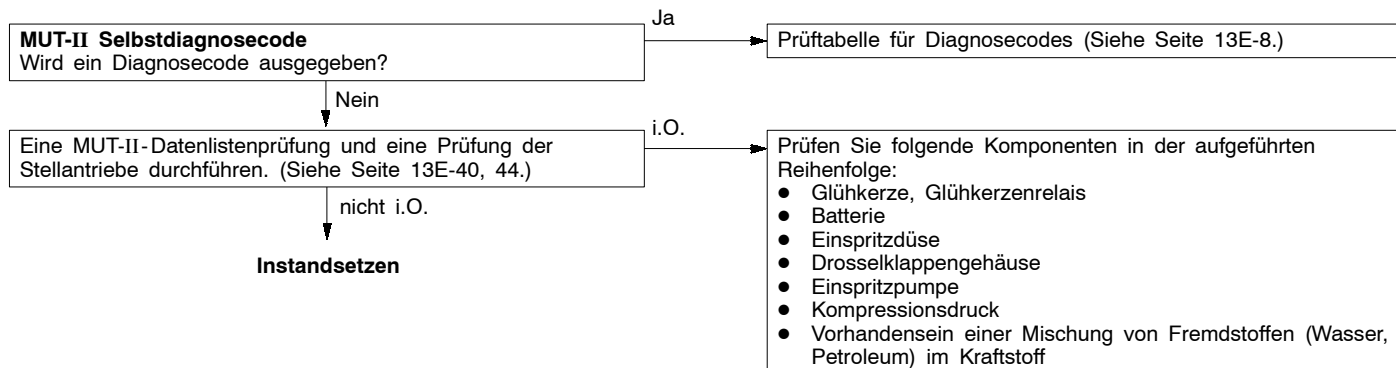 MUT-II Selbstdiagnosecode
Wird ein Diagnosecode ausgegeben?
Ja
Prüftabelle für Diagnosecodes (Siehe Seite 13E-8.)
Nein
Eine MUT-II-Datenlistenprüfung und eine Prüfung der
Stellantriebe durchführen. (Siehe Seite 13E-40, 44.)
i.O.
Prüfen Sie folgende Komponenten in der aufgeführten
Reihenfolge:
● Glühkerze, Glühkerzenrelais
● Batterie
● Einspritzdüse
● Drosselklappengehäuse
● Einspritzpumpe
● Kompressionsdruck
● Vorhandensein einer Mischung von Fremdstoffen (Wasser,
Petroleum) im Kraftstoff
nicht i.O.
Instandsetzen